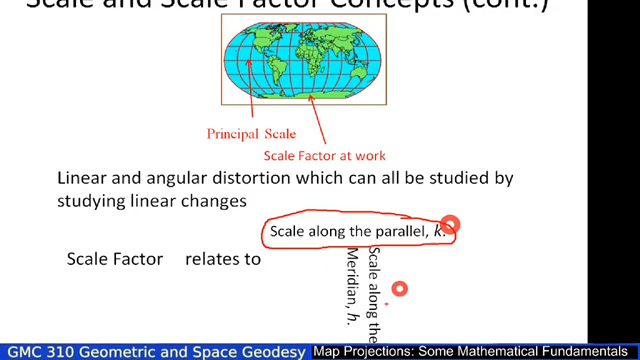 Scale and Scale Factor Concepts (cont.)
Principal Scale
Scale Factor at work
Linear and angular distortion which can all be studied by
studying linear changes
Scale along the parallel, k.
Scale Factor relates to
Scale along the
Meridian, h.
GMC 310 Geometric and Space Geodesy
Map Projections: Some Mathematical Fundamentals